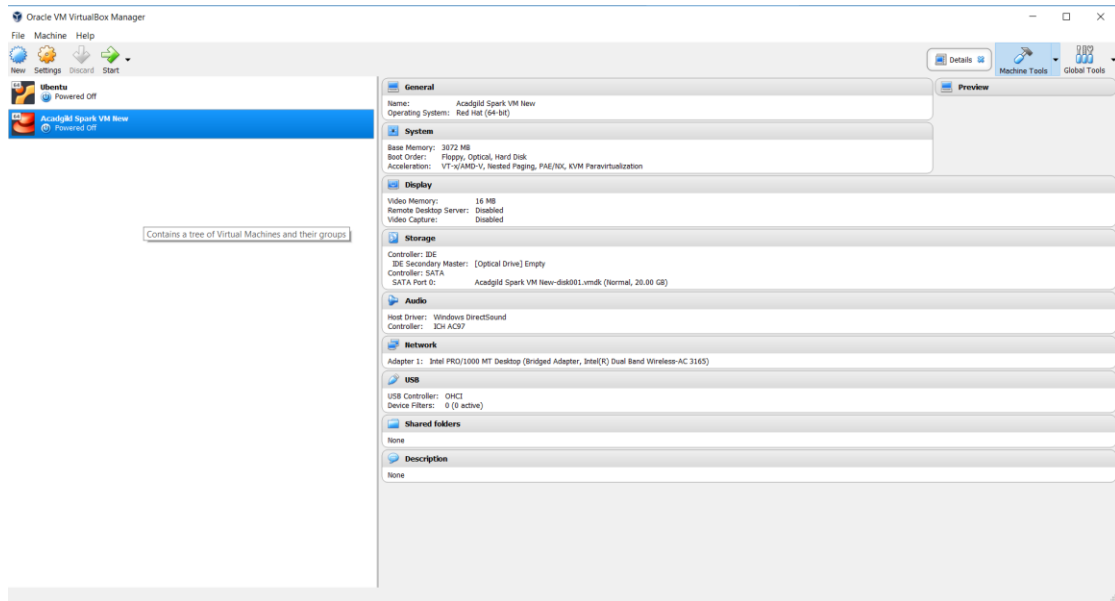 Oracle VM VirtualBox Manager
File Machine Help
New Settings Discard Start
Details
Machine Tools
Global Tools
64
Ubentu
Powered Off
64
Acadgild Spark VM New
Powered Off
Contains a tree of Virtual Machines and their groups
General
Name: Acadgild Spark VM New
Operating System: Red Hat (64-bit)
Preview
System
Base Memory: 3072 MB
Boot Order: Floppy, Optical, Hard Disk
Acceleration: VT-x/AMD-V, Nested Paging, PAE/NX, KVM Paravirtualization
Display
Video Memory: 16 MB
Remote Desktop Server: Disabled
Video Capture: Disabled
Storage
Controller: IDE
IDE Secondary Master: [Optical Drive] Empty
Controller: SATA
SATA Port 0: Acadgild Spark VM New-disk001.vmdk (Normal, 20.00 GB)
Audio
Host Driver: Windows DirectSound
Controller: ICH AC97
Network
Adapter 1: Intel PRO/1000 MT Desktop (Bridged Adapter, Intel(R) Dual Band Wireless-AC 3165)
USB
USB Controller: OHCI
Device Filters: 0 (0 active)
Shared folders
None
Description
None